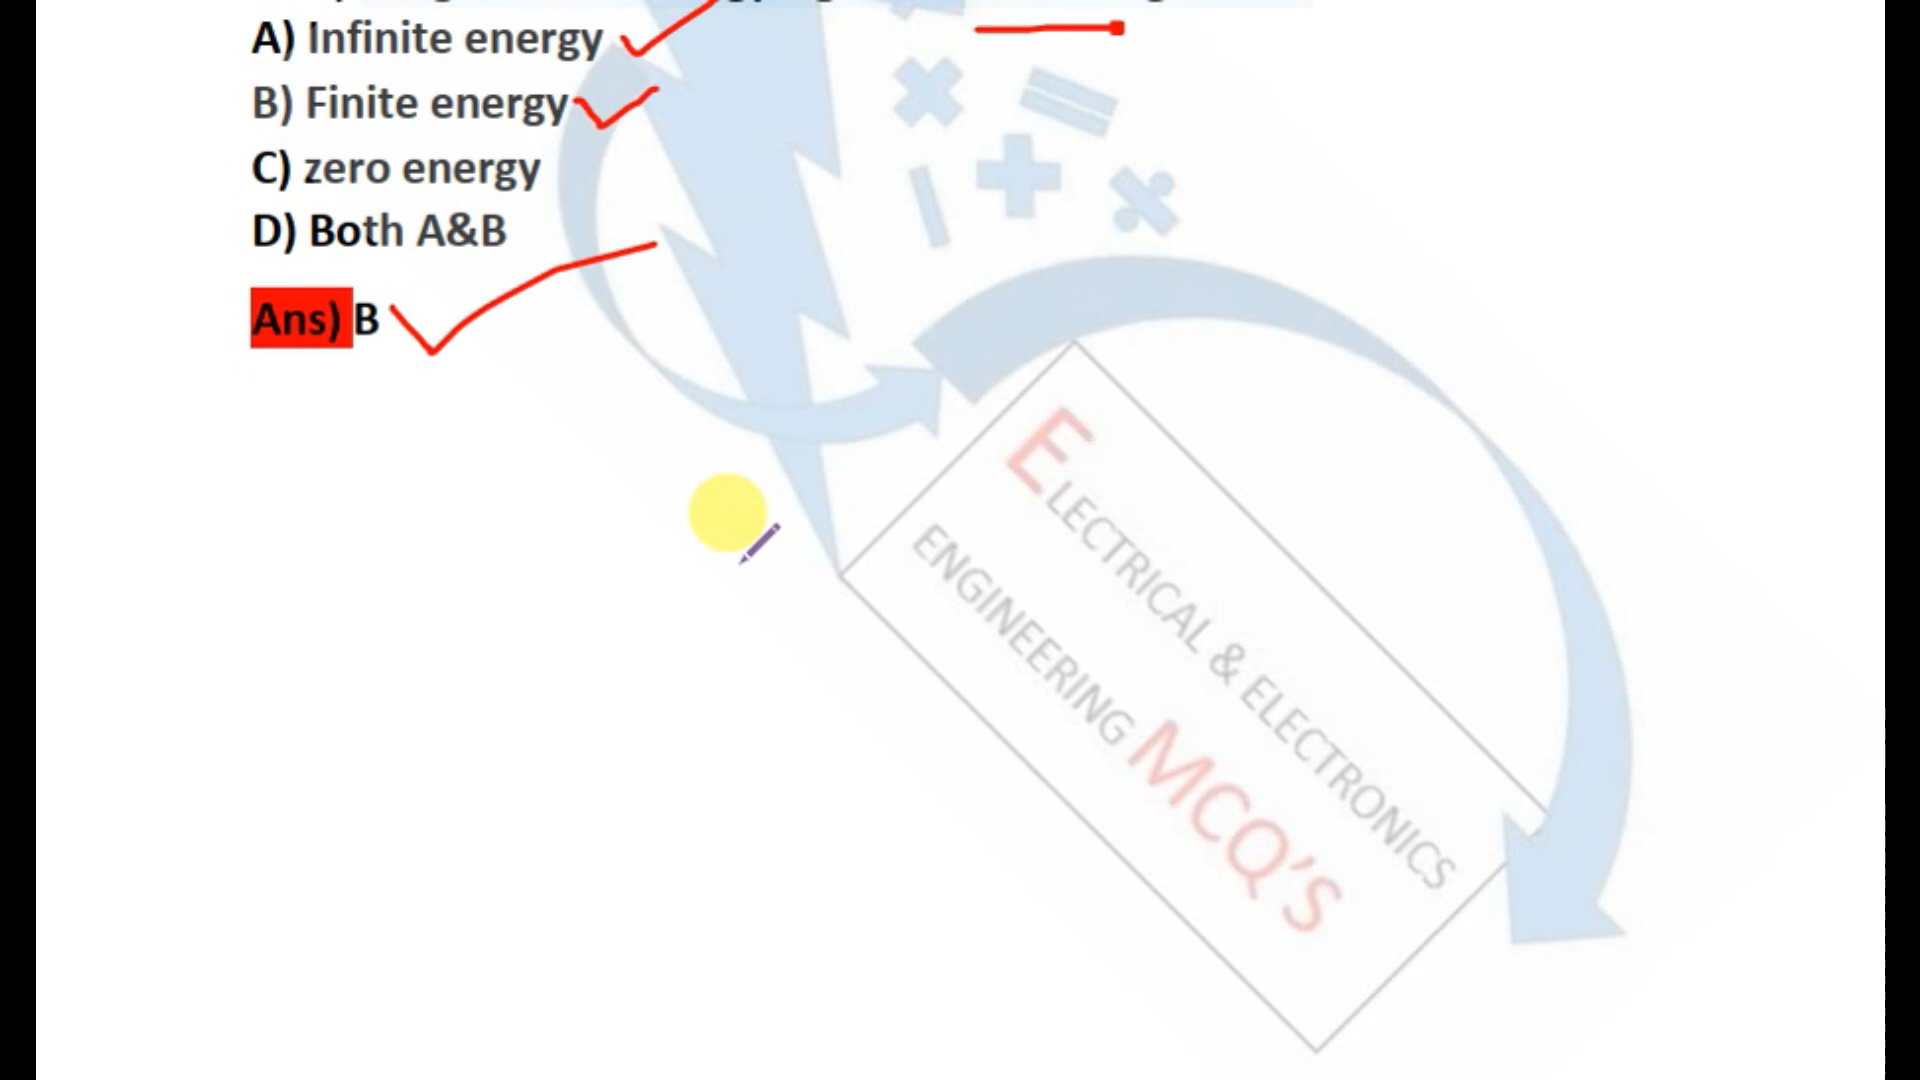 A) Infinite energy
B) Finite energy
C) zero energy
D) Both A&B
Ans) B
ELECTRICAL & ELECTRONICS
ENGINEERING MCQ'S